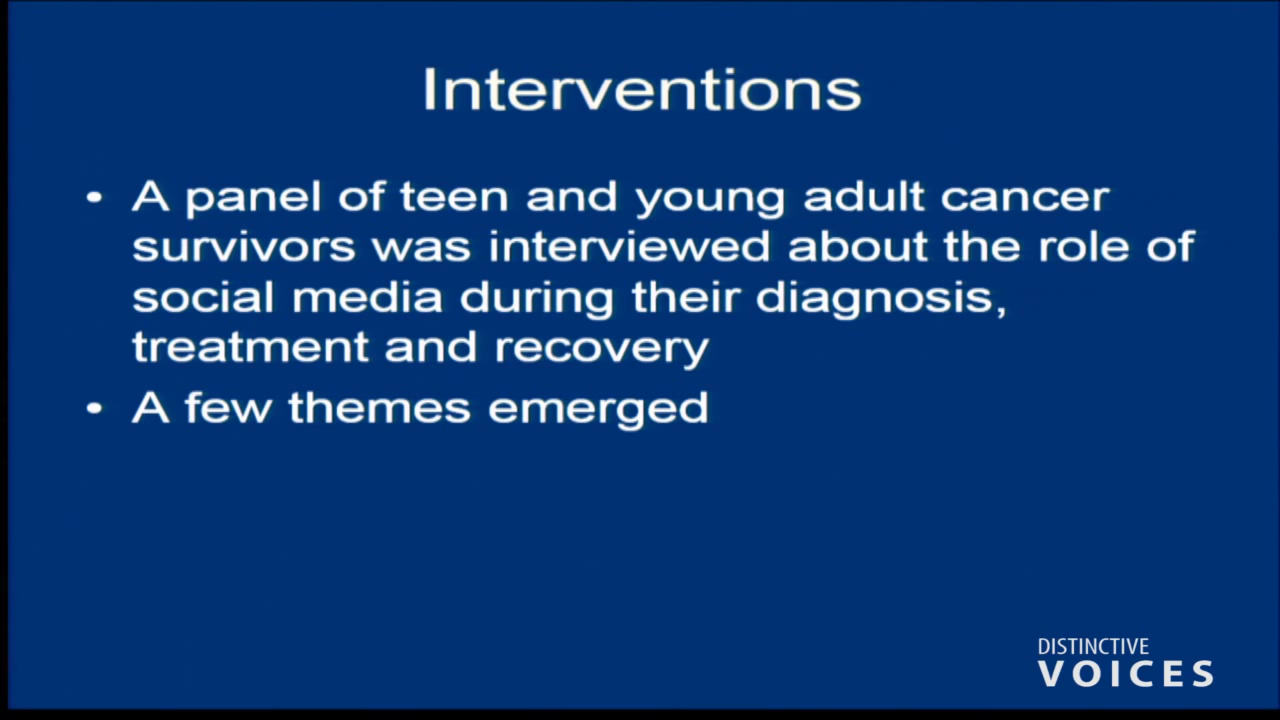 Interventions
• A panel of teen and young adult cancer
survivors was interviewed about the role of
social media during their diagnosis,
treatment and recovery
• A few themes emerged
DISTINCTIVE
VOICES